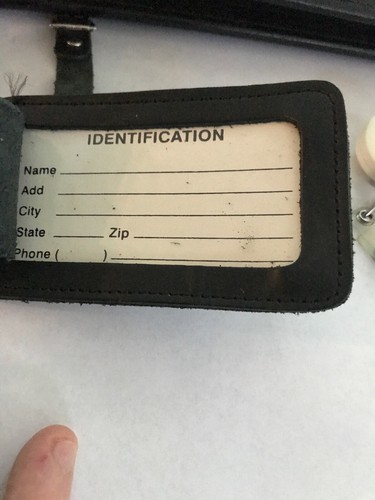 IDENTIFICATION
Name
Add
City
State Zip
Phone ( )